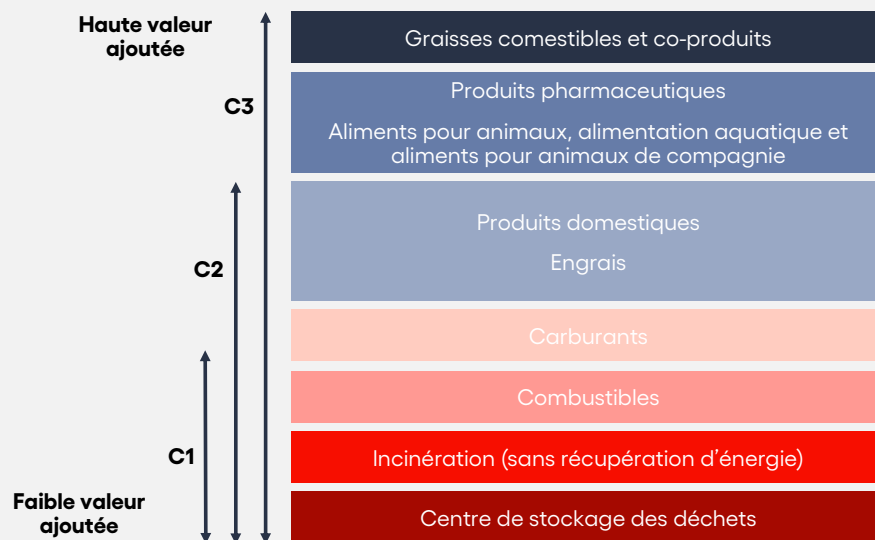 Haute valeur
ajoutée
Graisses comestibles et co-produits
C3
Produits pharmaceutiques
Aliments pour animaux, alimentation aquatique et
aliments pour animaux de compagnie
C2
Produits domestiques
Engrais
Carburants
Combustibles
C1
Incinération (sans récupération d’énergie)
Faible valeur
ajoutée
Centre de stockage des déchets